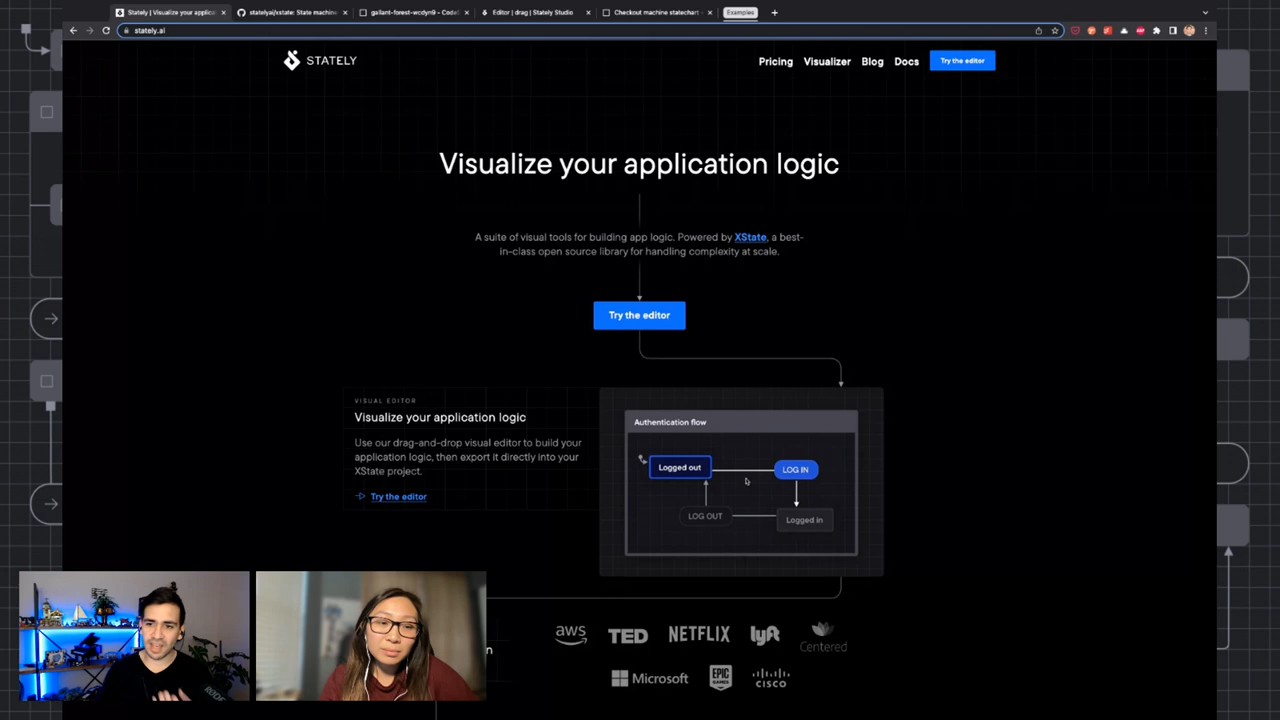 Stately | Visualize your applica
statelyai/xstate: State machine
gallant-forest-wcdyn9 - CodeS
Editor | drag | Stately Studio
Checkout machine statechart
Examples
stately.ai
STATELY
Pricing
Visualizer
Blog
Docs
Try the editor
Visualize your application logic
A suite of visual tools for building app logic. Powered by XState, a best-
in-class open source library for handling complexity at scale.
Try the editor
VISUAL EDITOR
Visualize your application logic
Use our drag-and-drop visual editor to build your
application logic, then export it directly into your
XState project.
Try the editor
Authentication flow
Logged out
LOG IN
LOG OUT
Logged in
aws
TED
NETFLIX
lyft
Centered
Microsoft
EPIC
GAMES
CISCO